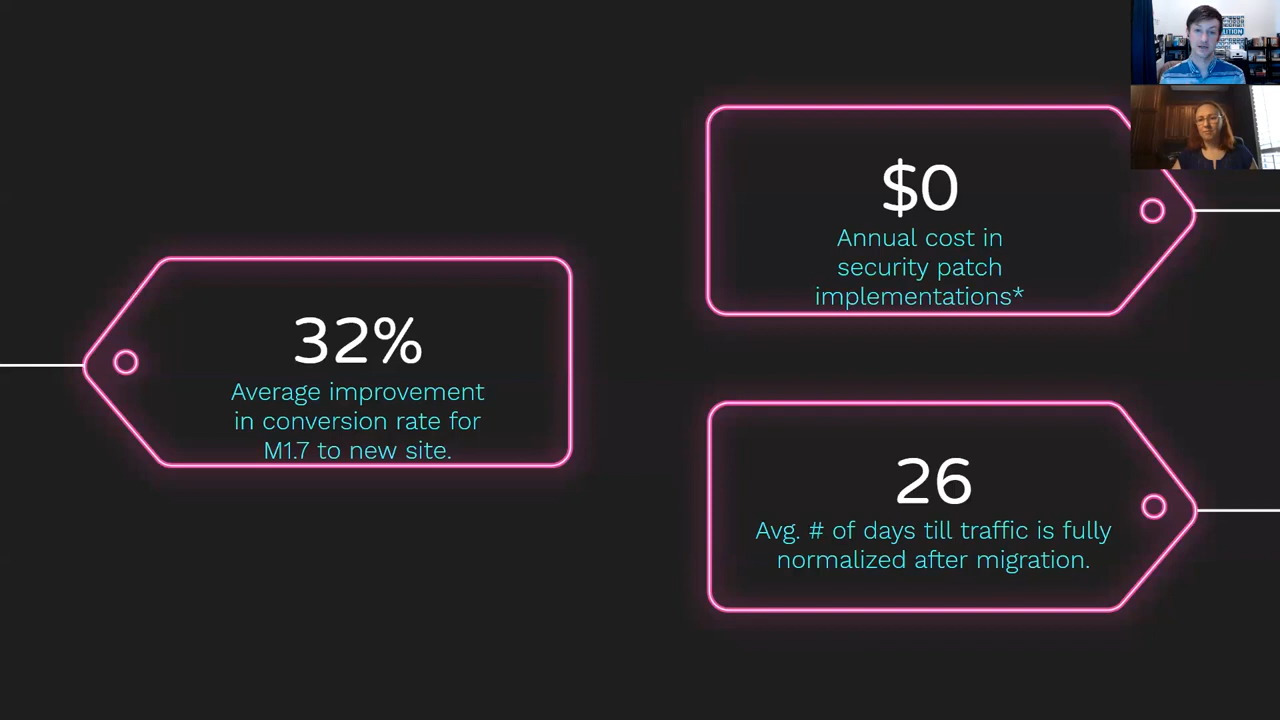 32%
Average improvement
in conversion rate for
M1.7 to new site.
$0
Annual cost in
security patch
implementations*
26
Avg. # of days till traffic is fully
normalized after migration.